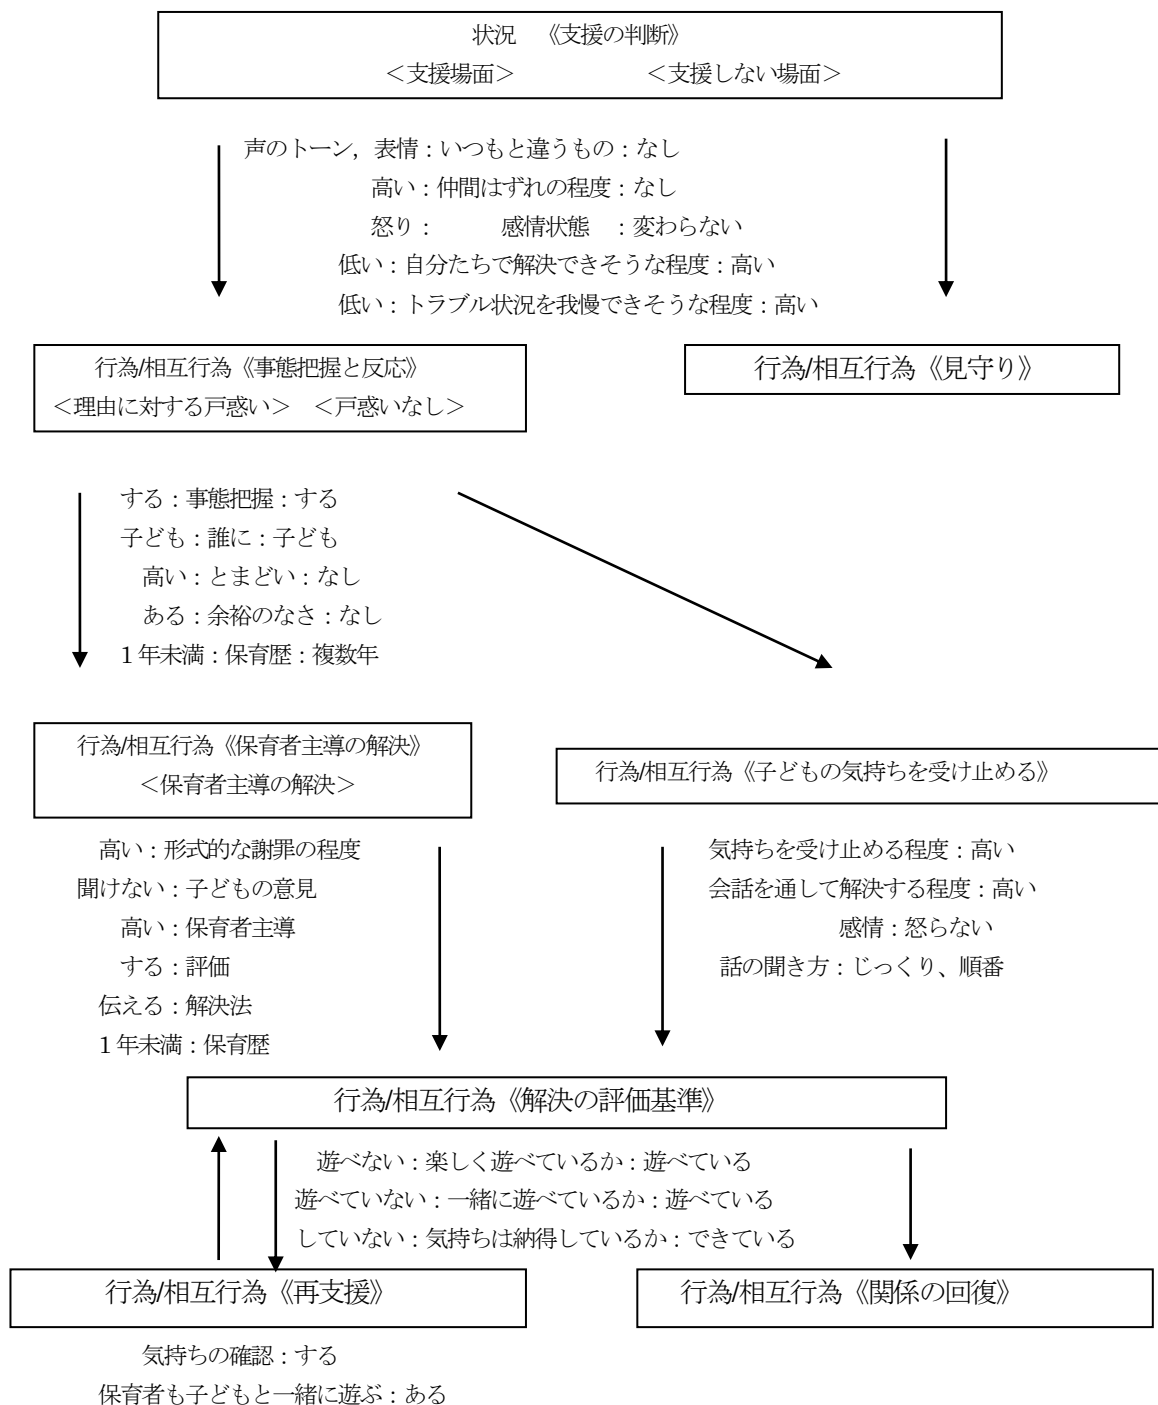 状況 《支援の判断》
＜支援場面＞ ＜支援しない場面＞
声のトーン，表情：いつもと違うもの：なし
高い：仲間はずれの程度：なし
怒り： 感情状態 ：変わらない
低い：自分たちで解決できそうな程度：高い
低い：トラブル状況を我慢できそうな程度：高い
行為/相互行為《事態把握と反応》
＜理由に対する戸惑い＞ ＜戸惑いなし＞
行為/相互行為《見守り》
する：事態把握：する
子ども：誰に：子ども
高い：とまどい：なし
ある：余裕のなさ：なし
１年未満：保育歴：複数年
行為/相互行為《保育者主導の解決》
＜保育者主導の解決＞
行為/相互行為《子どもの気持ちを受け止める》
高い：形式的な謝罪の程度
聞けない：子どもの意見
高い：保育者主導
する：評価
伝える：解決法
１年未満：保育歴
気持ちを受け止める程度：高い
会話を通して解決する程度：高い
感情：怒らない
話の聞き方：じっくり、順番
行為/相互行為《解決の評価基準》
遊べない：楽しく遊べているか：遊べている
遊べていない：一緒に遊べているか：遊べている
していない：気持ちは納得しているか：できている
行為/相互行為《再支援》
行為/相互行為《関係の回復》
気持ちの確認：する
保育者も子どもと一緒に遊ぶ：ある